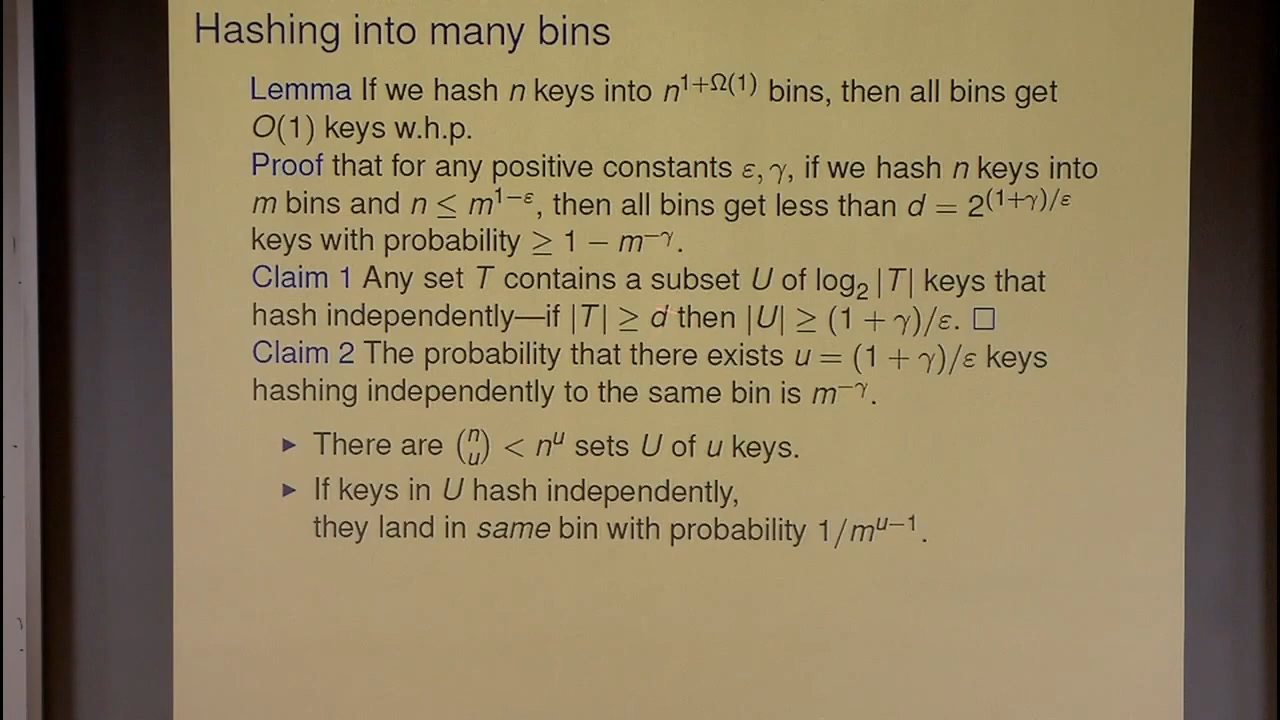 Hashing into many bins
Lemma If we hash n keys into n^{1+Ω(1)} bins, then all bins get
O(1) keys w.h.p.
Proof that for any positive constants ε, γ, if we hash n keys into
m bins and n ≤ m^{1−ε}, then all bins get less than d = 2^{(1+γ)/ε}
keys with probability ≥ 1 − m^{−γ}.
Claim 1 Any set T contains a subset U of log₂ |T| keys that
hash independently—if |T| ≥ d then |U| ≥ (1 + γ)/ε. □
Claim 2 The probability that there exists u = (1 + γ)/ε keys
hashing independently to the same bin is m^{−γ}.
▶ There are (n u) < n^u sets U of u keys.
▶ If keys in U hash independently,
they land in same bin with probability 1/m^{u−1}.